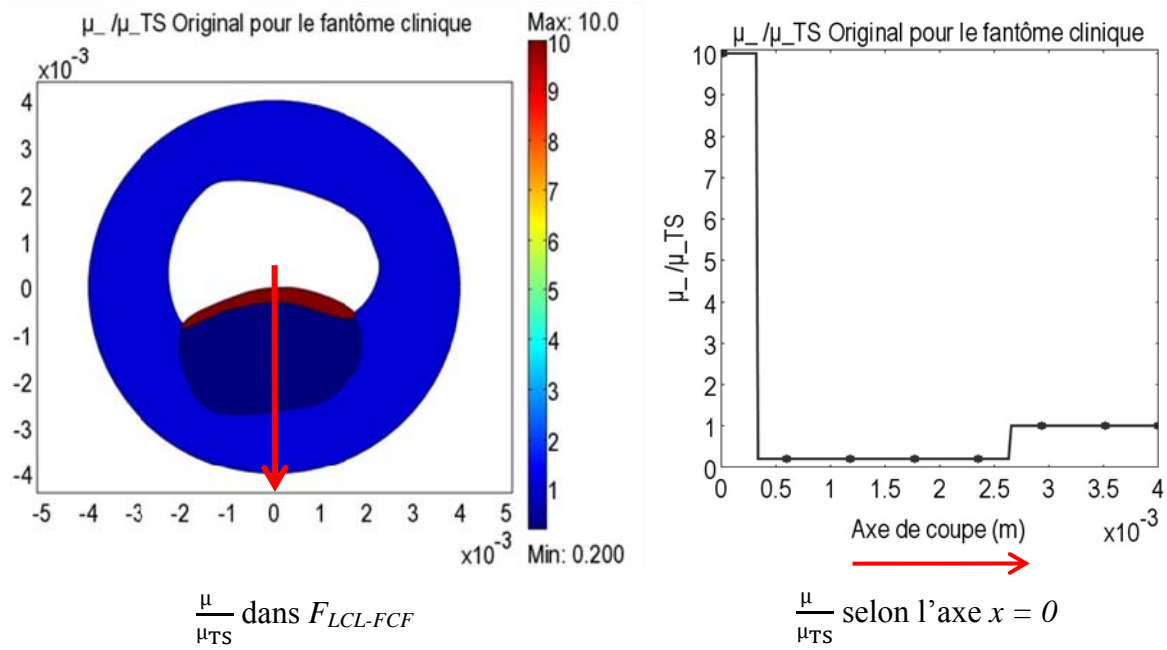 μ_ /μ_TS Original pour le fantôme clinique
Max: 10.0
x10⁻³
4
3
2
1
0
-1
-2
-3
-4
-5 -4 -3 -2 -1 0 1 2 3 4 5
x10⁻³
10
9
8
7
6
5
4
3
2
1
Min: 0.200
μ/μTS dans F_LCL-FCF
μ_ /μ_TS Original pour le fantôme clinique
10
9
8
7
6
5
4
3
2
1
0
μ_ /μ_TS
0 0.5 1 1.5 2 2.5 3 3.5 4
Axe de coupe (m)
x10⁻³
μ/μTS selon l’axe x = 0